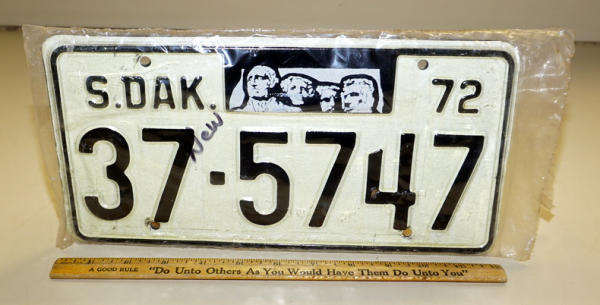 S.DAK. 72
New
37·5747
A GOOD RULE "Do Unto Others As You Would Have Them Do Unto You"